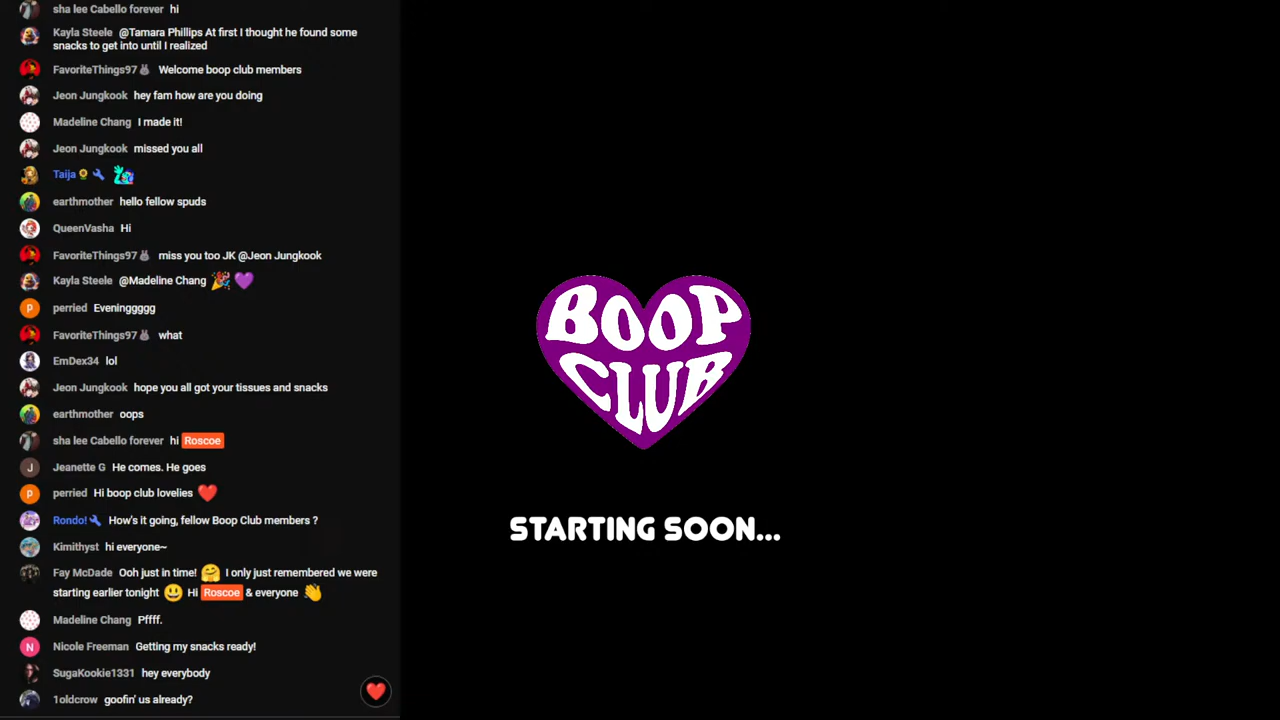 sha lee Cabello forever hi
Kayla Steele @Tamara Phillips At first I thought he found some
snacks to get into until I realized
FavoriteThings97 Welcome boop club members
Jeon Jungkook hey fam how are you doing
Madeline Chang I made it!
Jeon Jungkook missed you all
Taija
earthmother hello fellow spuds
QueenVasha Hi
FavoriteThings97 miss you too JK @Jeon Jungkook
Kayla Steele @Madeline Chang 🎉💜
P perried Eveninggggg
FavoriteThings97 what
EmDex34 lol
Jeon Jungkook hope you all got your tissues and snacks
earthmother oops
sha lee Cabello forever hi Roscoe
J Jeanette G He comes. He goes
P perried Hi boop club lovelies ❤️
Rondo! How's it going, fellow Boop Club members ?
Kimithyst hi everyone~
Fay McDade Ooh just in time! 🤗 I only just remembered we were
starting earlier tonight 😃 Hi Roscoe & everyone 👋
Madeline Chang Pffff.
N Nicole Freeman Getting my snacks ready!
SugaKookie1331 hey everybody
1oldcrow goofin' us already?
BOOP
CLUB
STARTING SOON...